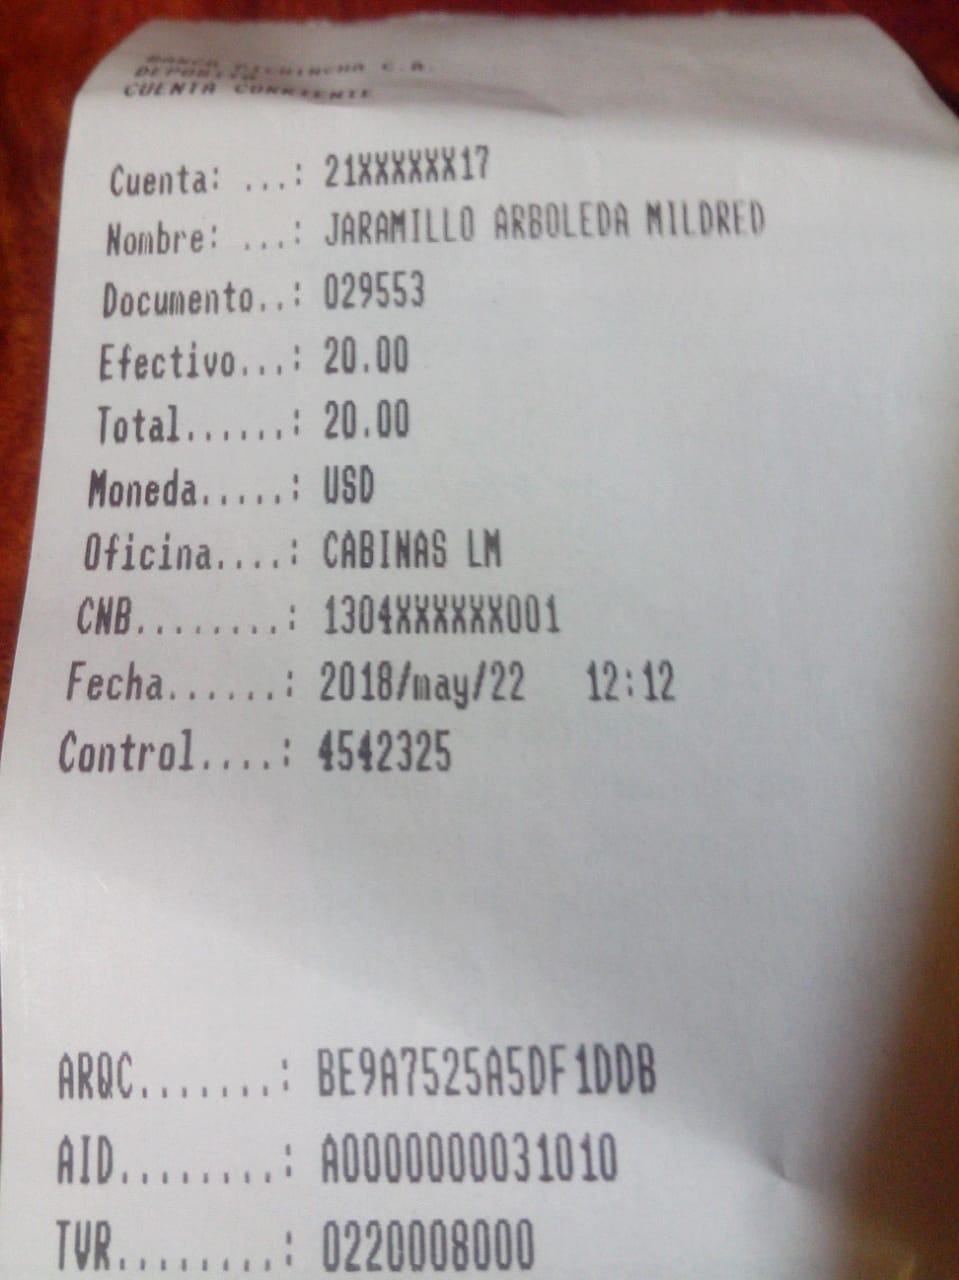 BANCO PICHINCHA C.A.
DEPOSITO
CUENTA CORRIENTE
Cuenta: ...: 21XXXXXX17
Nombre: ...: JARAMILLO ARBOLEDA MILDRED
Documento..: 029553
Efectivo...: 20.00
Total......: 20.00
Moneda.....: USD
Oficina....: CABINAS LM
CNB........: 1304XXXXXX001
Fecha......: 2018/may/22 12:12
Control....: 4542325
ARQC.......: BE9A7525A5DF1DDB
AID........: A0000000031010
TVR........: 0220008000